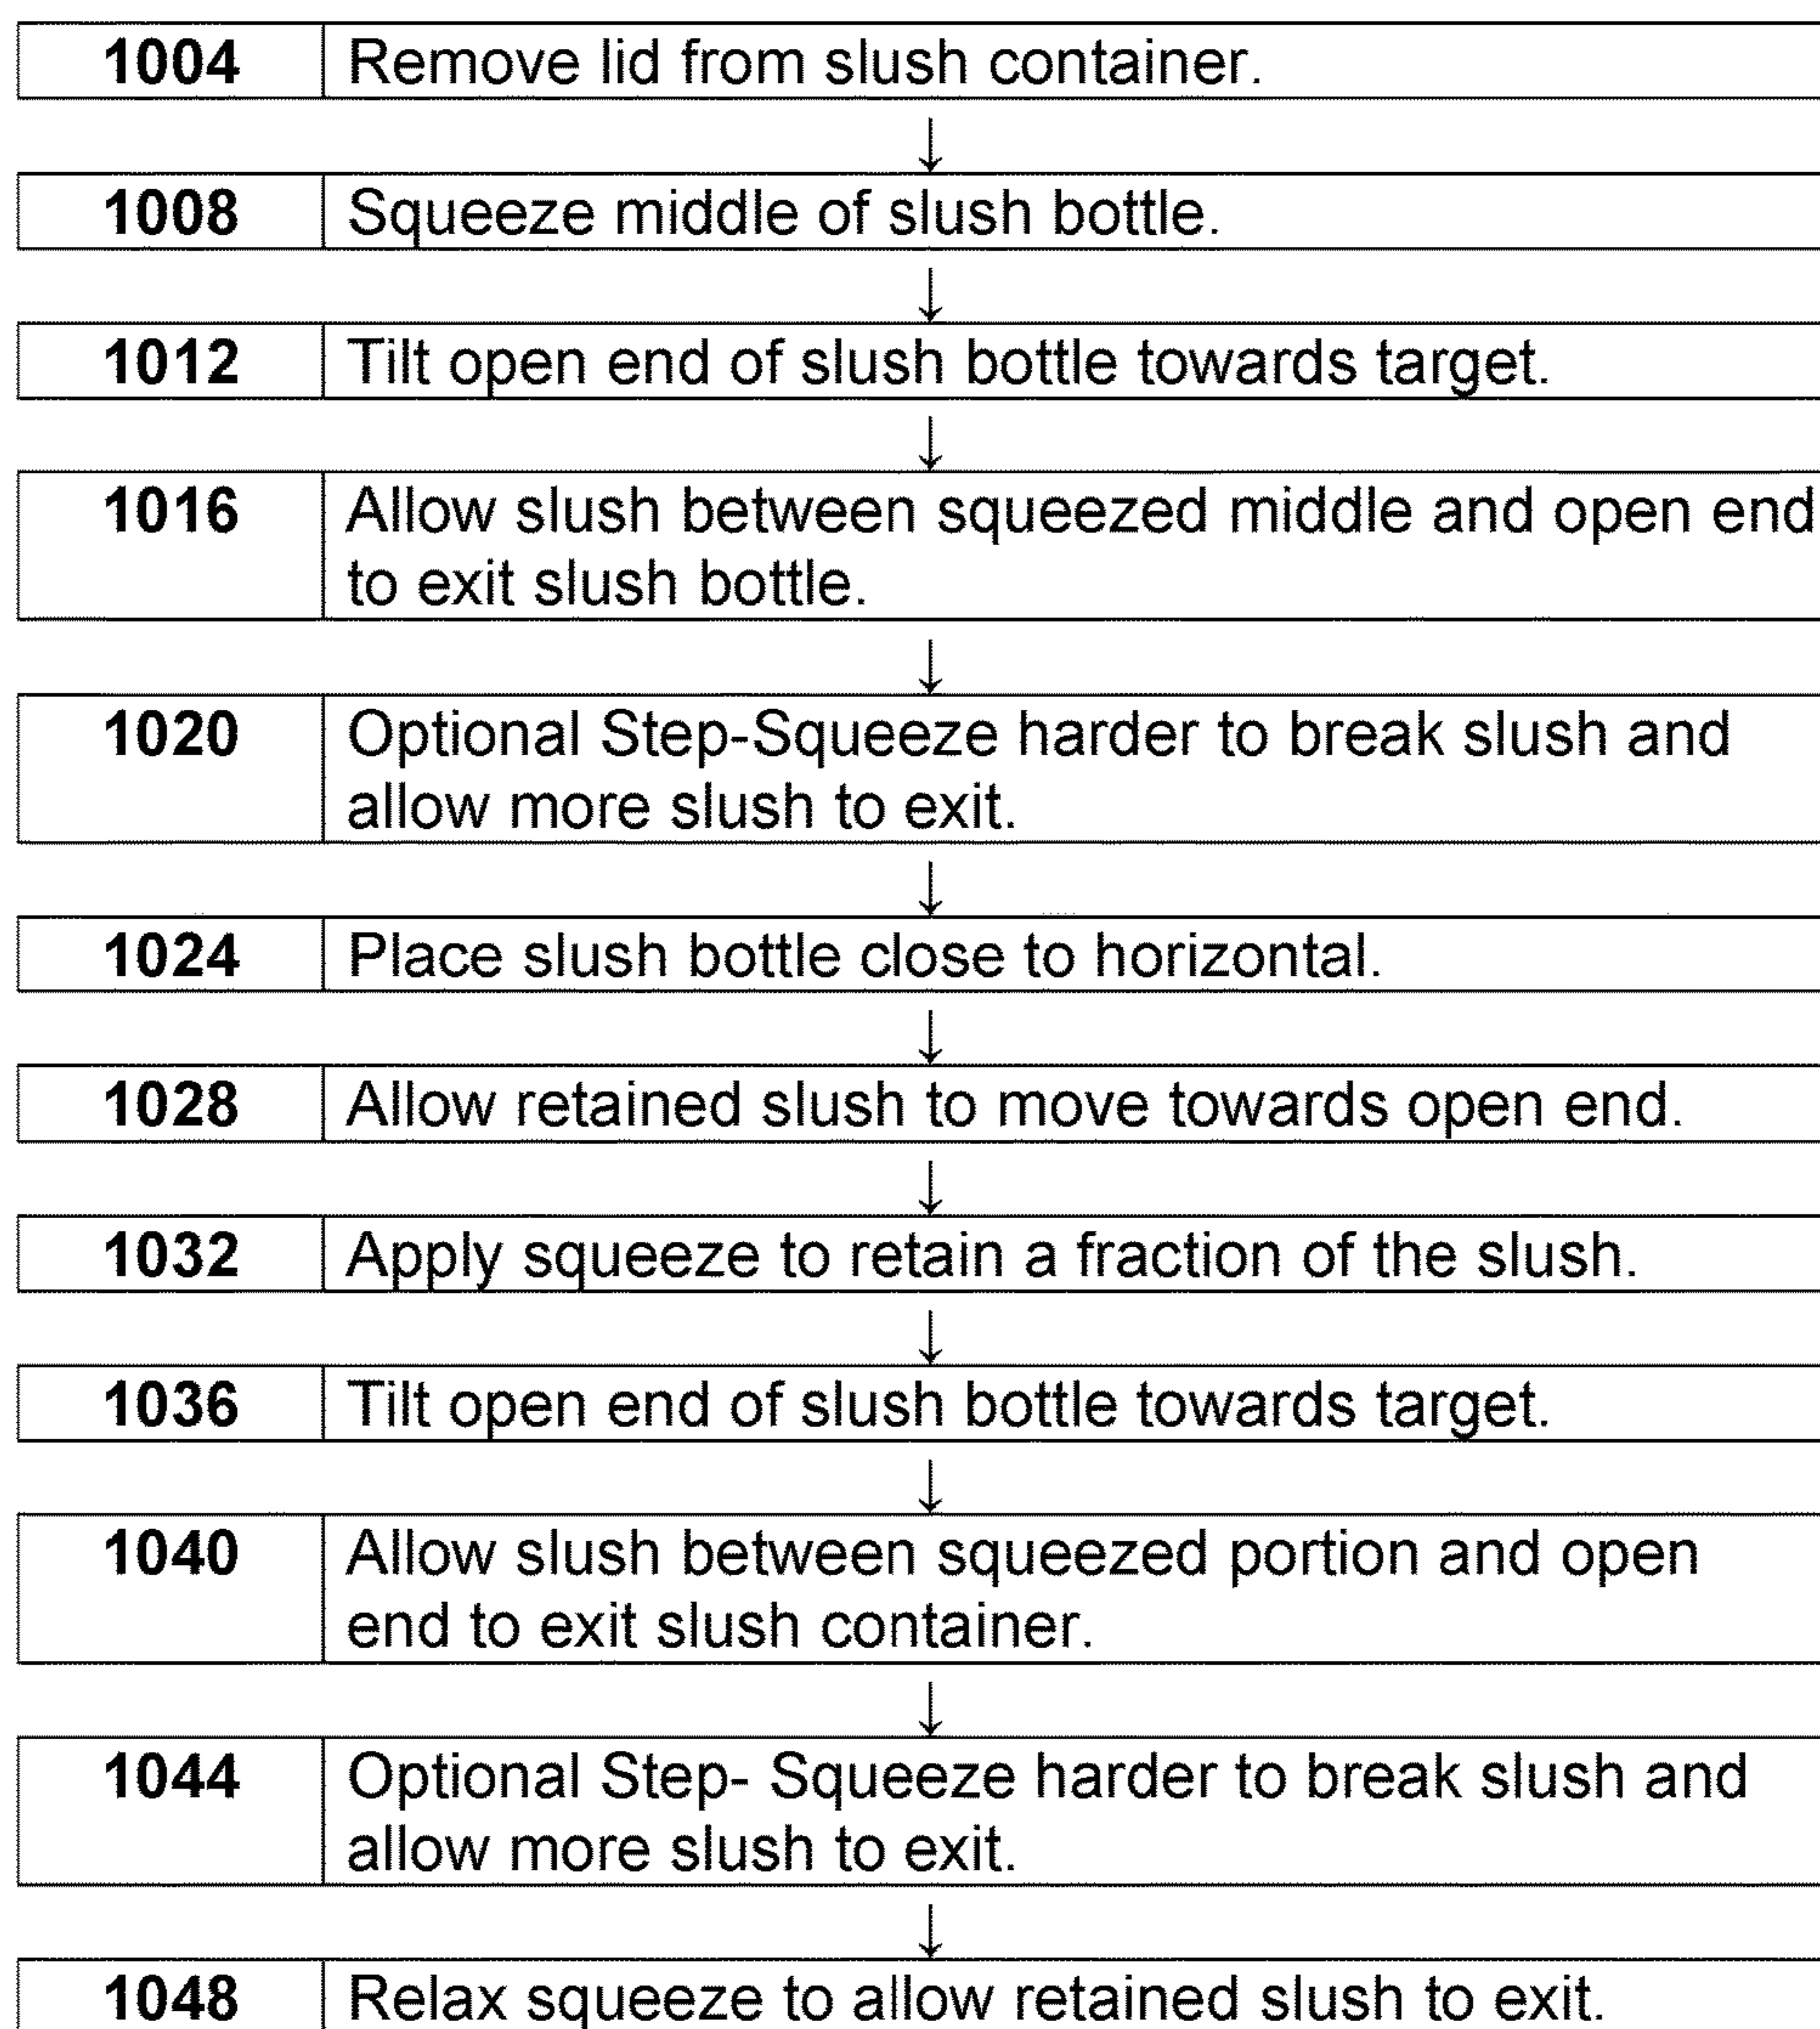 1004 Remove lid from slush container.
↓
1008 Squeeze middle of slush bottle.
↓
1012 Tilt open end of slush bottle towards target.
↓
1016 Allow slush between squeezed middle and open end
to exit slush bottle.
↓
1020 Optional Step-Squeeze harder to break slush and
allow more slush to exit.
↓
1024 Place slush bottle close to horizontal.
↓
1028 Allow retained slush to move towards open end.
↓
1032 Apply squeeze to retain a fraction of the slush.
↓
1036 Tilt open end of slush bottle towards target.
↓
1040 Allow slush between squeezed portion and open
end to exit slush container.
↓
1044 Optional Step- Squeeze harder to break slush and
allow more slush to exit.
↓
1048 Relax squeeze to allow retained slush to exit.